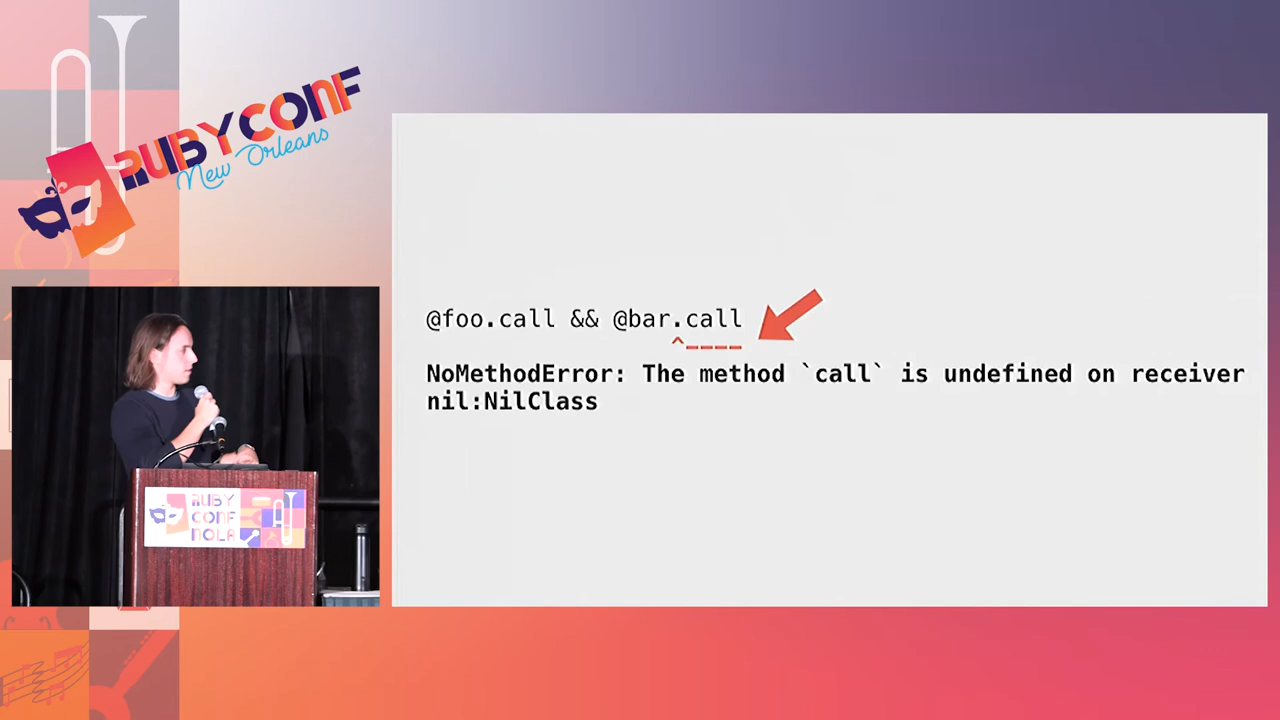 RUBYCONF
New Orleans
@foo.call && @bar.call
^----
NoMethodError: The method `call` is undefined on receiver
nil:NilClass
RUBY
CONF
NOLA